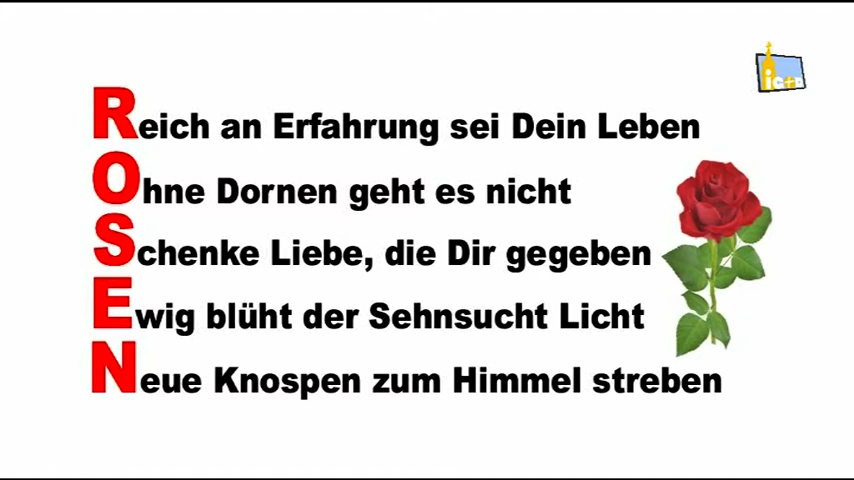 Reich an Erfahrung sei Dein Leben
Ohne Dornen geht es nicht
Schenke Liebe, die Dir gegeben
Ewig blüht der Sehnsucht Licht
Neue Knospen zum Himmel streben